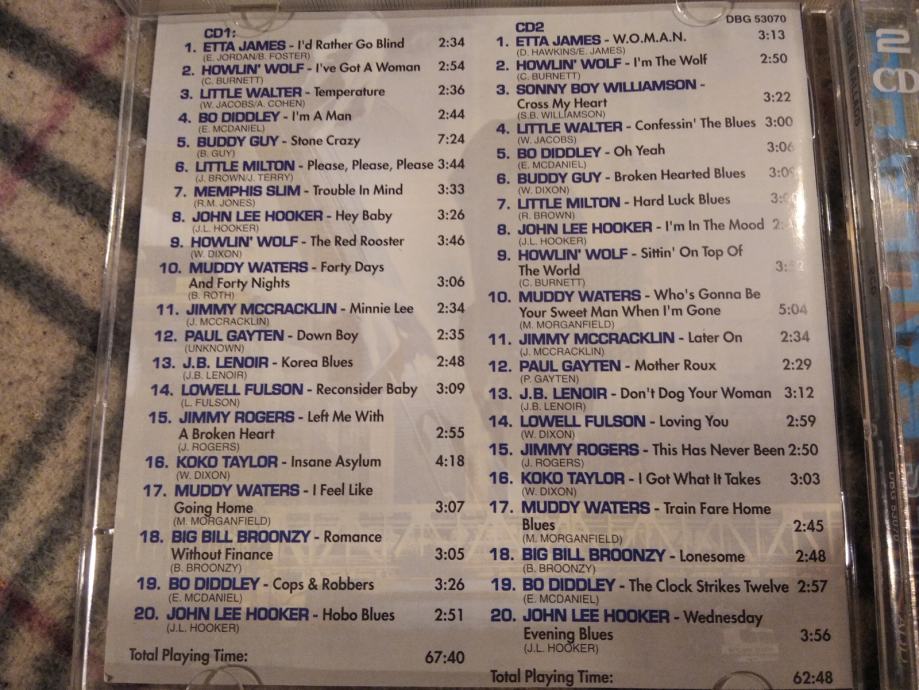 CD1:
1. ETTA JAMES - I'd Rather Go Blind 2:34
(E. JORDAN/B. FOSTER)
2. HOWLIN' WOLF - I've Got A Woman 2:54
(C. BURNETT)
3. LITTLE WALTER - Temperature 2:36
(W. JACOBS/A. COHEN)
4. BO DIDDLEY - I'm A Man 2:44
(E. MCDANIEL)
5. BUDDY GUY - Stone Crazy 7:24
(B. GUY)
6. LITTLE MILTON - Please, Please, Please 3:44
(J. BROWN/J. TERRY)
7. MEMPHIS SLIM - Trouble In Mind 3:33
(R.M. JONES)
8. JOHN LEE HOOKER - Hey Baby 3:26
(J.L. HOOKER)
9. HOWLIN' WOLF - The Red Rooster 3:46
(W. DIXON)
10. MUDDY WATERS - Forty Days
And Forty Nights 3:06
(B. ROTH)
11. JIMMY MCCRACKLIN - Minnie Lee 2:34
(J. MCCRACKLIN)
12. PAUL GAYTEN - Down Boy 2:35
(UNKNOWN)
13. J.B. LENOIR - Korea Blues 2:48
(J.B. LENOIR)
14. LOWELL FULSON - Reconsider Baby 3:09
(L. FULSON)
15. JIMMY ROGERS - Left Me With
A Broken Heart 2:55
(J. ROGERS)
16. KOKO TAYLOR - Insane Asylum 4:18
(W. DIXON)
17. MUDDY WATERS - I Feel Like
Going Home 3:07
(M. MORGANFIELD)
18. BIG BILL BROONZY - Romance
Without Finance 3:05
(B. BROONZY)
19. BO DIDDLEY - Cops & Robbers 3:26
(E. MCDANIEL)
20. JOHN LEE HOOKER - Hobo Blues 2:51
(J.L. HOOKER)
Total Playing Time: 67:40
DBG 53070
CD2
1. ETTA JAMES - W.O.M.A.N. 3:13
(D. HAWKINS/E. JAMES)
2. HOWLIN' WOLF - I'm The Wolf 2:50
(C. BURNETT)
3. SONNY BOY WILLIAMSON -
Cross My Heart 3:22
(S.B. WILLIAMSON)
4. LITTLE WALTER - Confessin' The Blues 3:00
(W. JACOBS)
5. BO DIDDLEY - Oh Yeah
(E. MCDANIEL)
6. BUDDY GUY - Broken Hearted Blues
(W. DIXON)
7. LITTLE MILTON - Hard Luck Blues
(R. BROWN)
8. JOHN LEE HOOKER - I'm In The Mood
(J.L. HOOKER)
9. HOWLIN' WOLF - Sittin' On Top Of
The World
(C. BURNETT)
10. MUDDY WATERS - Who's Gonna Be
Your Sweet Man When I'm Gone 5:04
(M. MORGANFIELD)
11. JIMMY MCCRACKLIN - Later On 2:34
(J. MCCRACKLIN)
12. PAUL GAYTEN - Mother Roux 2:29
(P. GAYTEN)
13. J.B. LENOIR - Don't Dog Your Woman 3:12
(J.B. LENOIR)
14. LOWELL FULSON - Loving You 2:59
(W. DIXON)
15. JIMMY ROGERS - This Has Never Been 2:50
(J. ROGERS)
16. KOKO TAYLOR - I Got What It Takes 3:03
(W. DIXON)
17. MUDDY WATERS - Train Fare Home
Blues 2:45
(M. MORGANFIELD)
18. BIG BILL BROONZY - Lonesome 2:48
(B. BROONZY)
19. BO DIDDLEY - The Clock Strikes Twelve 2:57
(E. MCDANIEL)
20. JOHN LEE HOOKER - Wednesday
Evening Blues 3:56
(J.L. HOOKER)
Total Playing Time: 62:48
2
CD